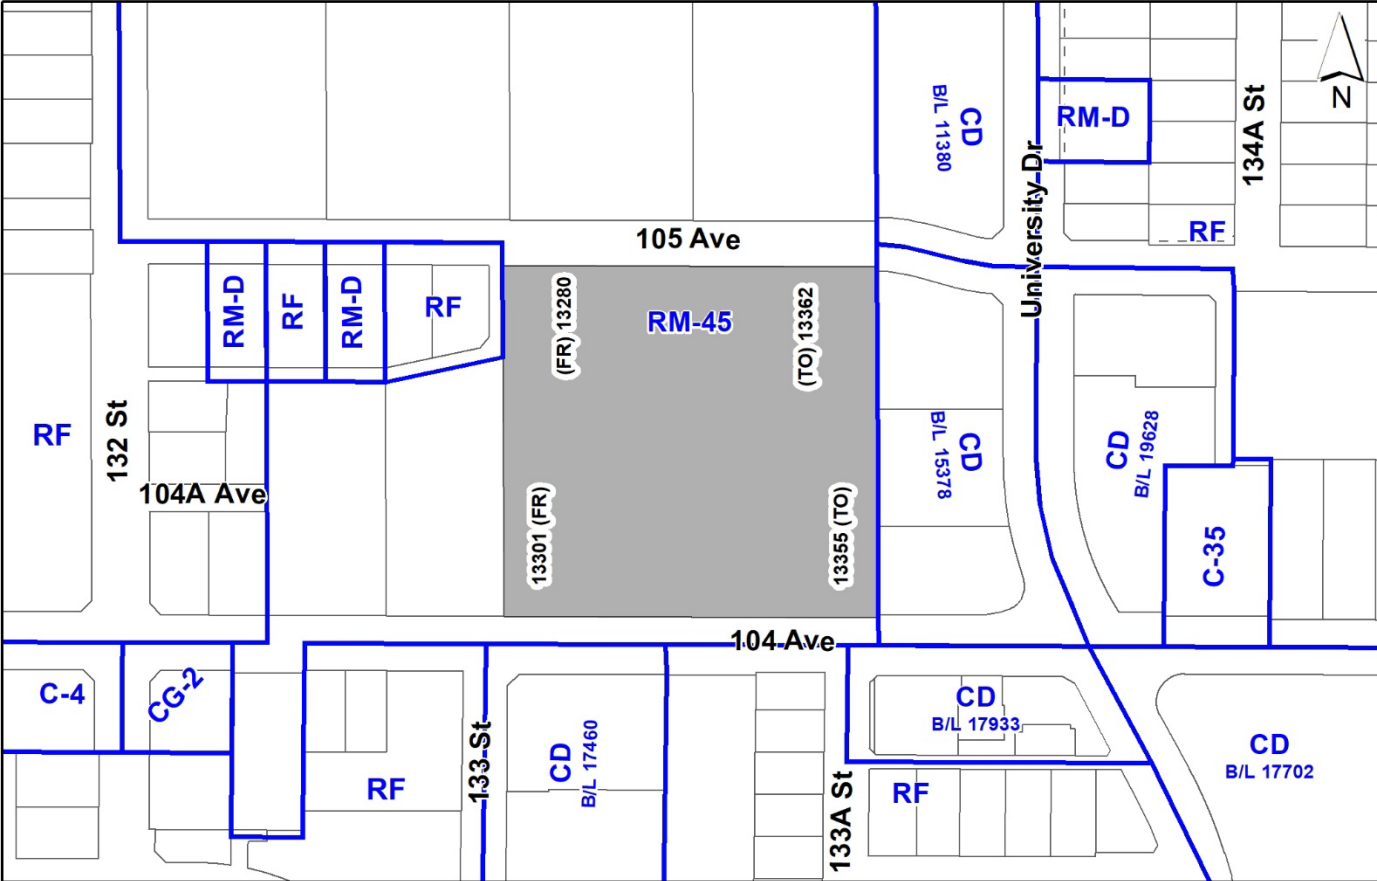 N
CD
B/L 11380
RM-D
134A St
University Dr
RF
105 Ave
RM-D
RF
RM-D
RF
(FR) 13280
RM-45
(TO) 13362
RF
132 St
104A Ave
13301 (FR)
13355 (TO)
CD
B/L 15378
CD
B/L 19628
C-35
104 Ave
C-4
CG-2
RF
133 St
CD
B/L 17460
133A St
CD
B/L 17933
RF
CD
B/L 17702